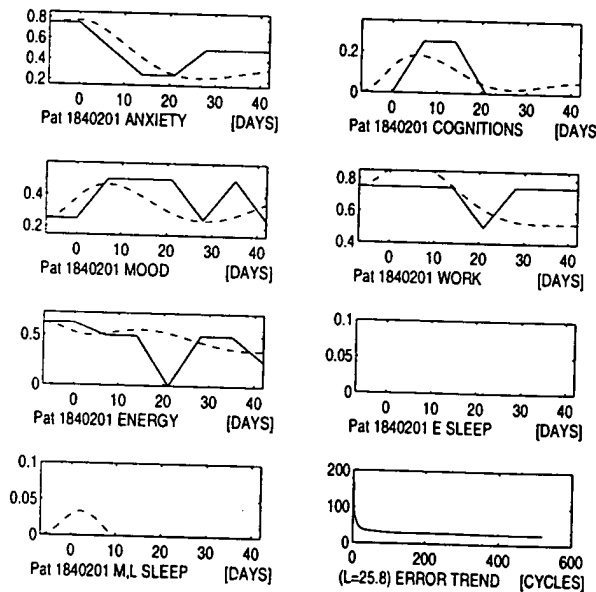 0.8
0.6
0.4
0.2
0 10 20 30 40
Pat 1840201 ANXIETY [DAYS]
0.2
0
0 10 20 30 40
Pat 1840201 COGNITIONS [DAYS
0.4
0.2
0 10 20 30 40
Pat 1840201 MOOD [DAYS]
0.8
0.6
0.4
0 10 20 30 40
Pat 1840201 WORK [DAYS]
0.5
0
0 10 20 30 40
Pat 1840201 ENERGY [DAYS]
0.1
0.05
0
0 10 20 30 40
Pat 1840201 E SLEEP [DAYS]
0.1
0.05
0
0 10 20 30 40
Pat 1840201 M,L SLEEP [DAYS]
200
100
0
0 200 400 600
(L=25.8) ERROR TREND [CYCLES]